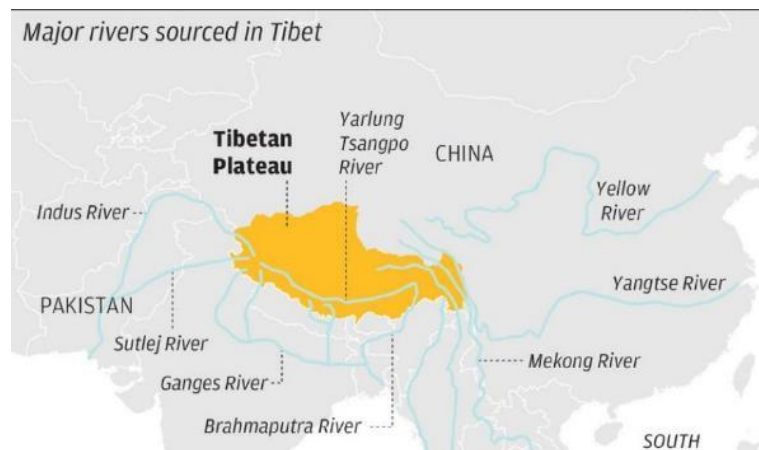 Major rivers sourced in Tibet
Tibetan
Plateau
Yarlung
Tsangpo
River
CHINA
Yellow
River
Indus River
PAKISTAN
Yangtse River
Sutlej River
Mekong River
Ganges River
Brahmaputra River
SOUTH